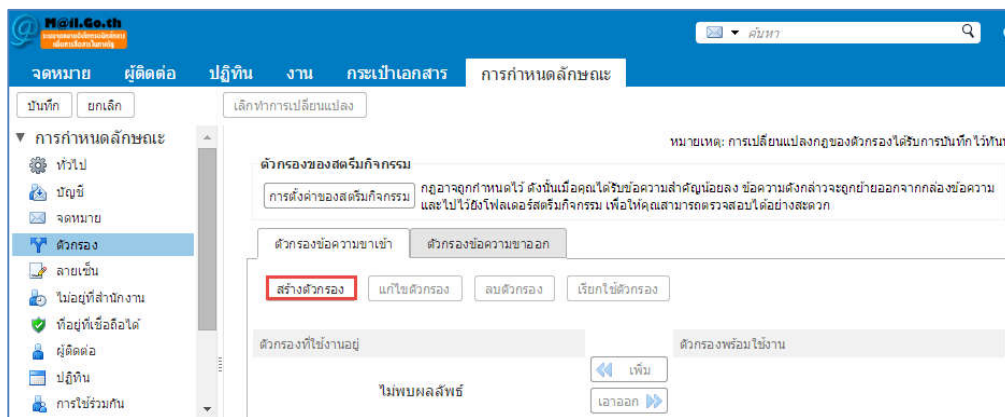 M@il.Go.th
ค้นหา
จดหมาย ผู้ติดต่อ ปฏิทิน งาน กระเป๋าเอกสาร การกำหนดลักษณะ
บันทึก ยกเลิก เลิกทำการเปลี่ยนแปลง
การกำหนดลักษณะ
ทั่วไป
บัญชี
จดหมาย
ตัวกรอง
ลายเซ็น
ไม่อยู่ที่สำนักงาน
ที่อยู่ที่เชื่อถือได้
ผู้ติดต่อ
ปฏิทิน
การใช้ร่วมกัน
หมายเหตุ: การเปลี่ยนแปลงกฎของตัวกรองได้รับการบันทึกไว้ทันท
ตัวกรองของสตรีมกิจกรรม
การตั้งค่าของสตรีมกิจกรรม
กฎอาจถูกกำหนดไว้ ดังนั้นเมื่อคุณได้รับข้อความสำคัญน้อยลง ข้อความดังกล่าวจะถูกย้ายออกจากกล่องข้อความ
และไปไว้ยังโฟลเดอร์สตรีมกิจกรรม เพื่อให้คุณสามารถตรวจสอบได้อย่างสะดวก
ตัวกรองข้อความขาเข้า ตัวกรองข้อความขาออก
สร้างตัวกรอง แก้ไขตัวกรอง ลบตัวกรอง เรียกใช้ตัวกรอง
ตัวกรองที่ใช้งานอยู่ ตัวกรองพร้อมใช้งาน
ไม่พบผลลัพธ์
เพิ่ม
เอาออก